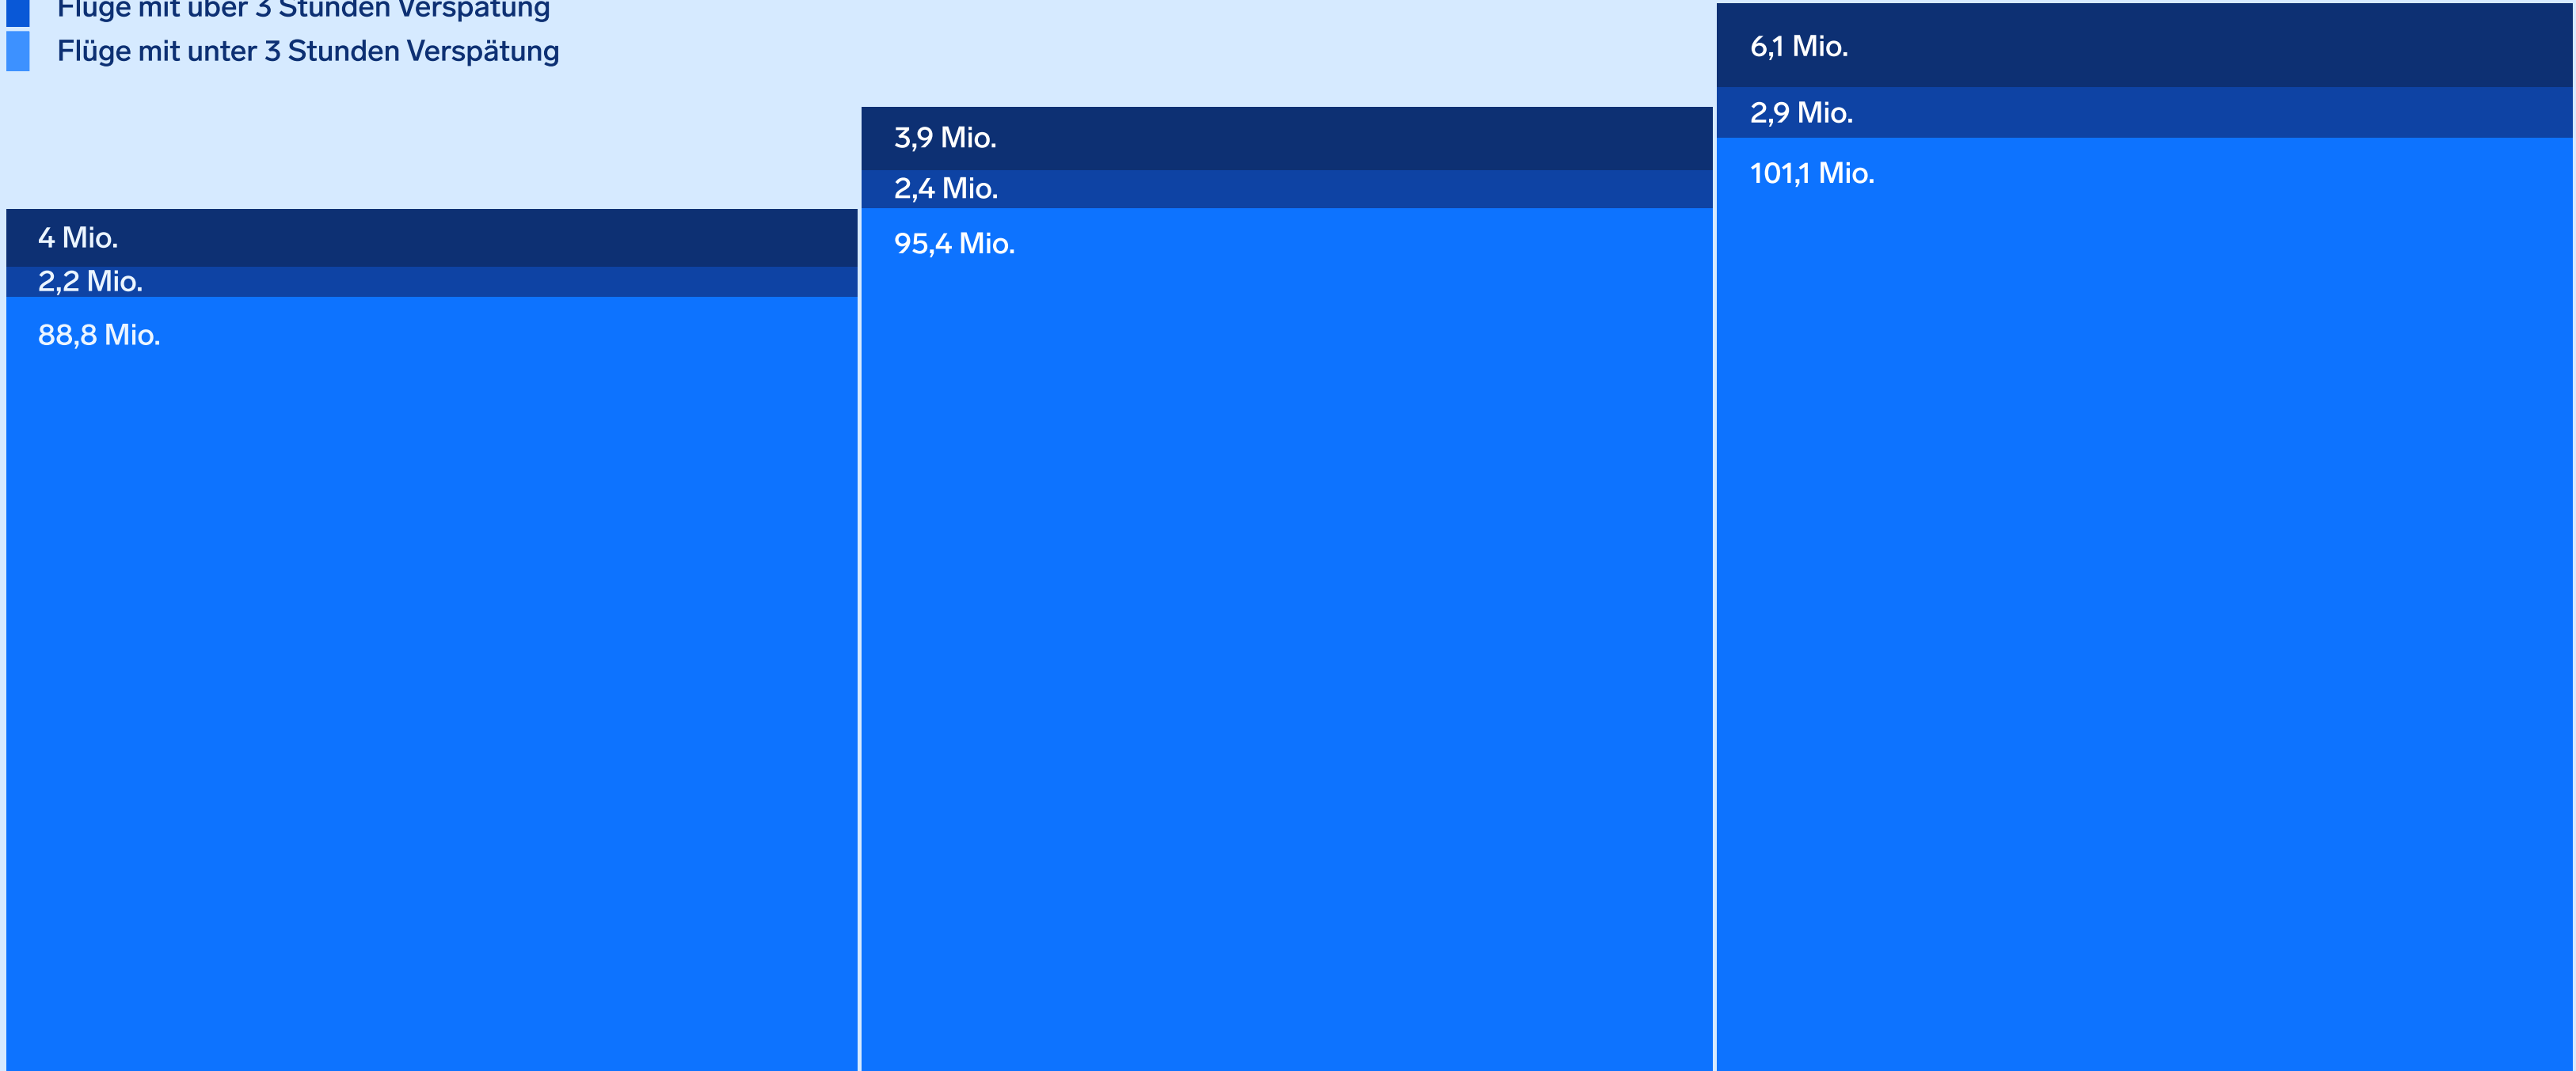 Flüge mit über 3 Stunden Verspätung
Flüge mit unter 3 Stunden Verspätung
4 Mio.
2,2 Mio.
88,8 Mio.
3,9 Mio.
2,4 Mio.
95,4 Mio.
6,1 Mio.
2,9 Mio.
101,1 Mio.